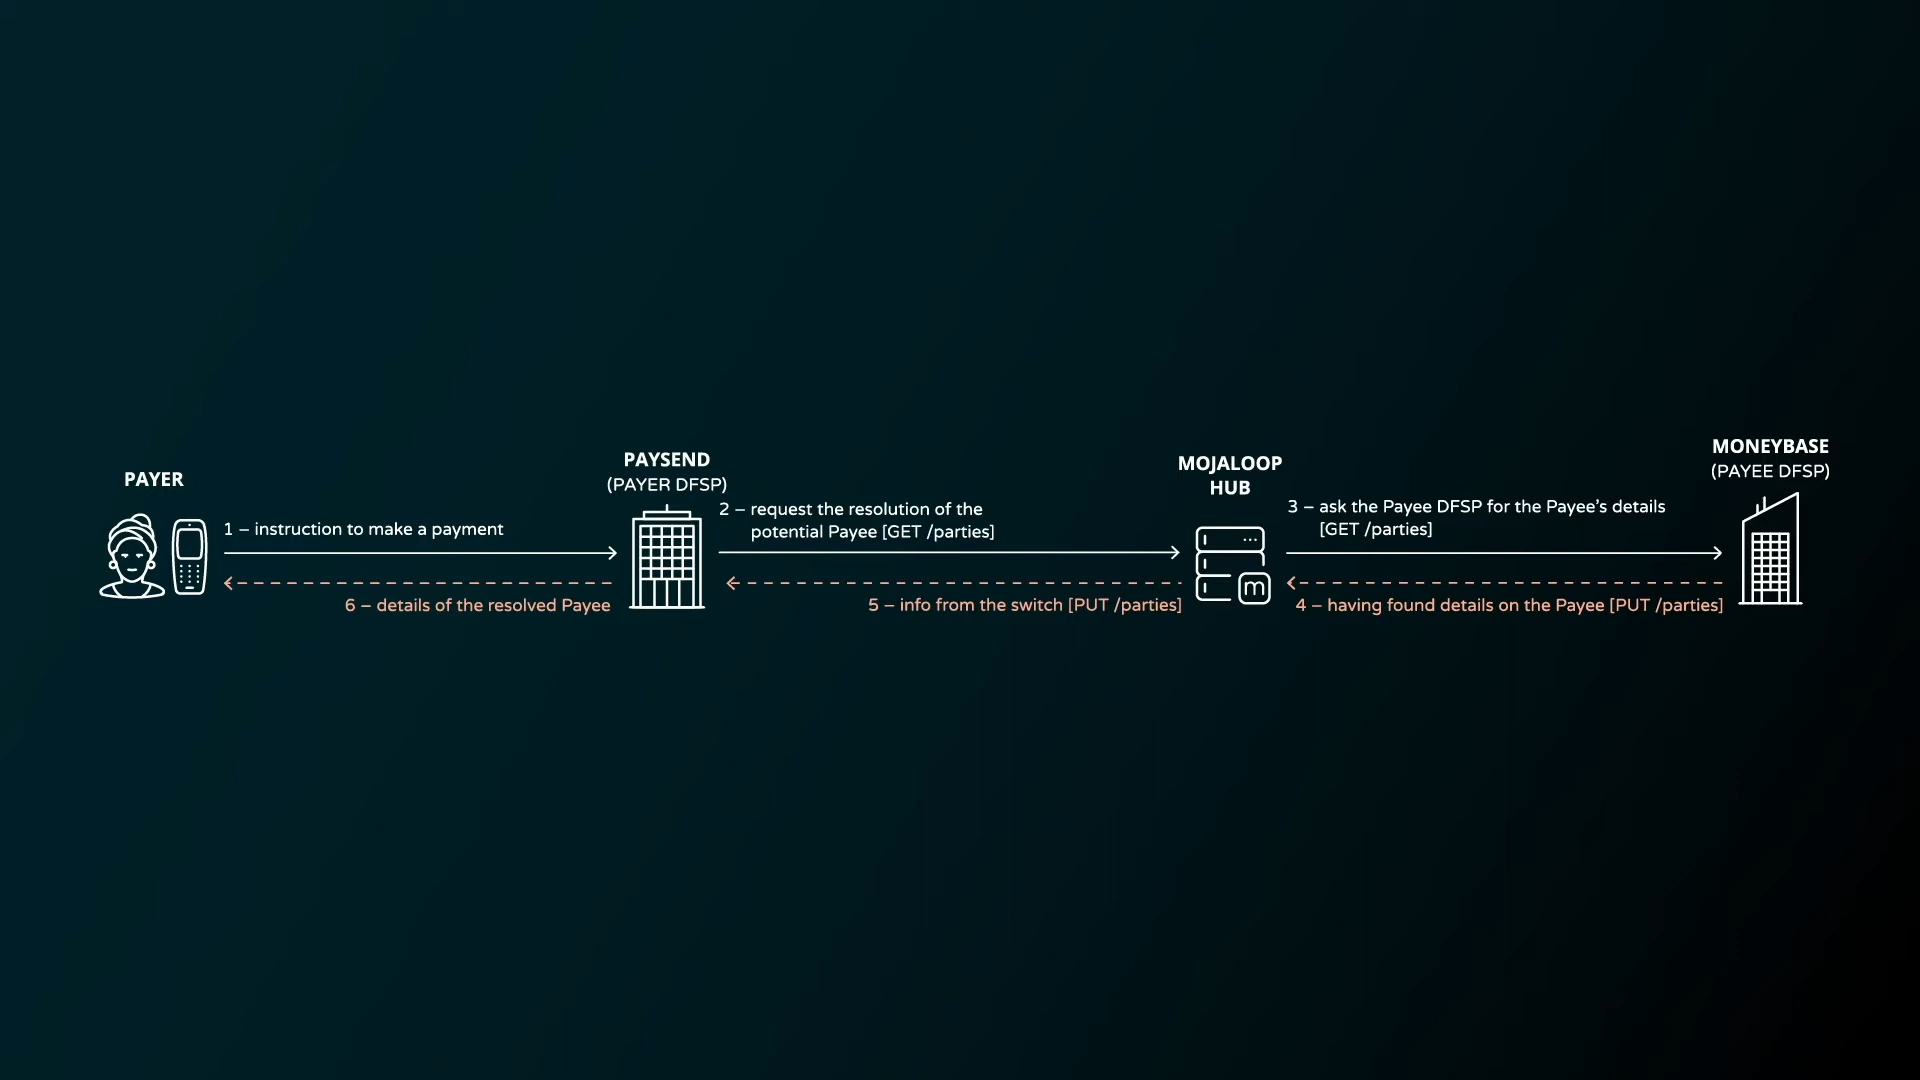 PAYER
1 – instruction to make a payment
6 – details of the resolved Payee
PAYSEND
(PAYER DFSP)
2 – request the resolution of the
potential Payee [GET /parties]
5 – info from the switch [PUT /parties]
MOJALOOP
HUB
m
3 – ask the Payee DFSP for the Payee’s details
[GET /parties]
4 – having found details on the Payee [PUT /parties]
MONEYBASE
(PAYEE DFSP)